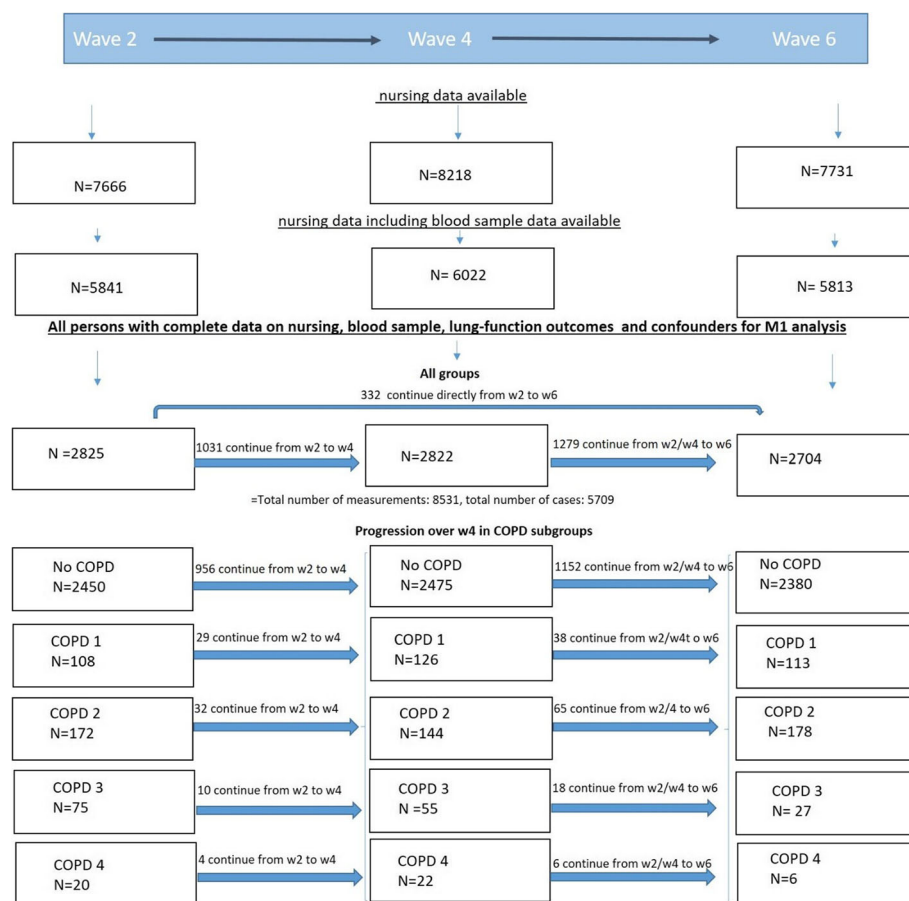 Wave 2 Wave 4 Wave 6
nursing data available
N=7666 N=8218 N=7731
nursing data including blood sample data available
N=5841 N= 6022 N= 5813
All persons with complete data on nursing, blood sample, lung-function outcomes and confounders for M1 analysis
All groups
332 continue directly from w2 to w6
N =2825 1031 continue from w2 to w4 N=2822 1279 continue from w2/w4 to w6 N=2704
=Total number of measurements: 8531, total number of cases: 5709
Progression over w4 in COPD subgroups
No COPD No COPD No COPD
956 continue from w2 to w4 1152 continue from w2/w4 to w6
N=2450 N=2475 N=2380
29 continue from w2 to w4 38 continue from w2/w4t o w6
COPD 1 COPD 1 COPD 1
N=108 N=126 N=113
32 continue from w2 to w4 65 continue from w2/4 to w6
COPD 2 COPD 2 COPD 2
N=172 N=144 N=178
10 continue from w2 to w4 18 continue from w2/w4 to w6
COPD 3 COPD 3 COPD 3
N=75 N =55 N= 27
4 continue from w2 to w4 6 continue from w2/w4 to w6
COPD 4 COPD 4 COPD 4
N=20 N=22 N=6